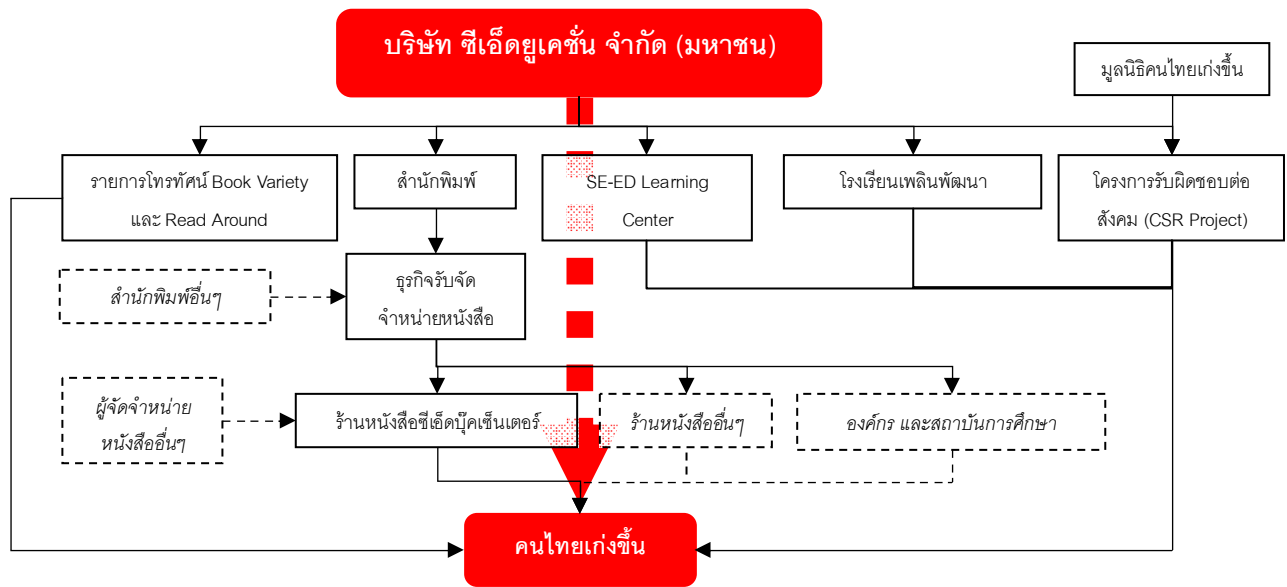 บริษัท ซีเอ็ดยูเคชั่น จำกัด (มหาชน)
มูลนิธิคนไทยเก่งขึ้น
รายการโทรทัศน์ Book Variety
และ Read Around
สำนักพิมพ์
SE-ED Learning
Center
โรงเรียนเพลินพัฒนา
โครงการรับผิดชอบต่อ
สังคม (CSR Project)
สำนักพิมพ์อื่นๆ
ธุรกิจรับจัด
จำหน่ายหนังสือ
ผู้จัดจำหน่าย
หนังสืออื่นๆ
ร้านหนังสือซีเอ็ดบุ๊คเซ็นเตอร์
ร้านหนังสืออื่นๆ
องค์กร และสถาบันการศึกษา
คนไทยเก่งขึ้น